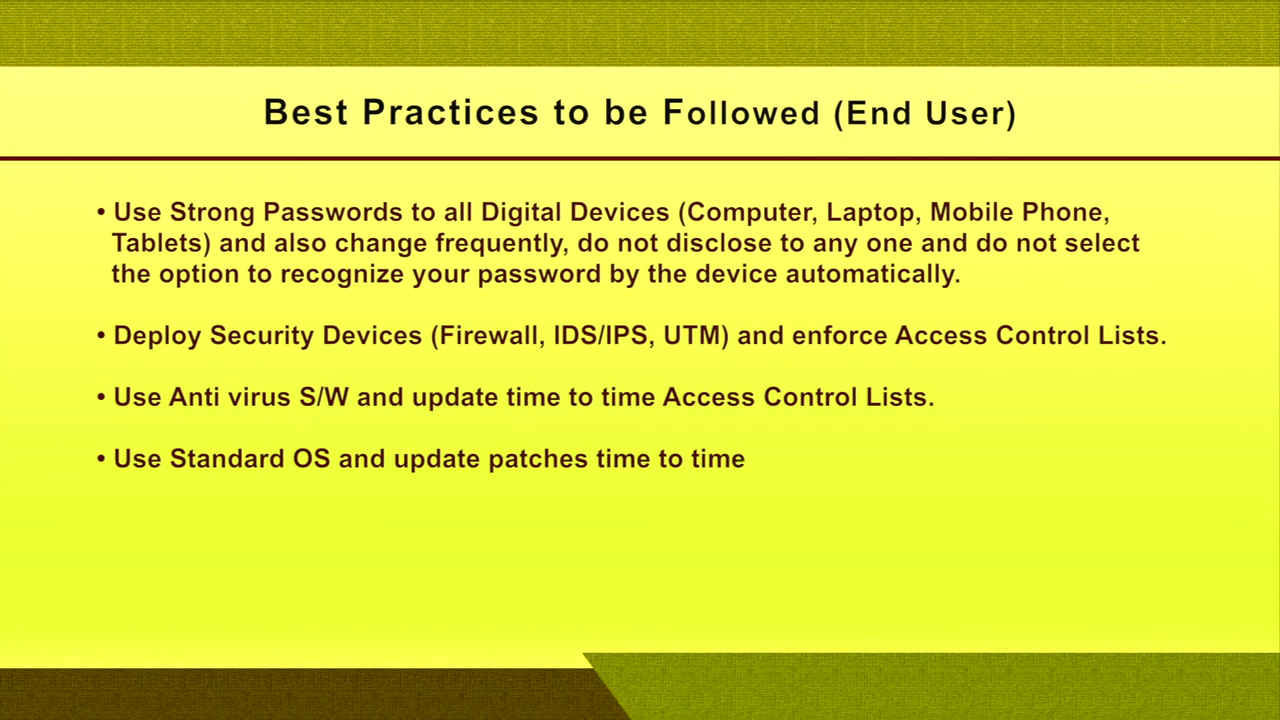 Best Practices to be Followed (End User)
• Use Strong Passwords to all Digital Devices (Computer, Laptop, Mobile Phone,
Tablets) and also change frequently, do not disclose to any one and do not select
the option to recognize your password by the device automatically.
• Deploy Security Devices (Firewall, IDS/IPS, UTM) and enforce Access Control Lists.
• Use Anti virus S/W and update time to time Access Control Lists.
• Use Standard OS and update patches time to time